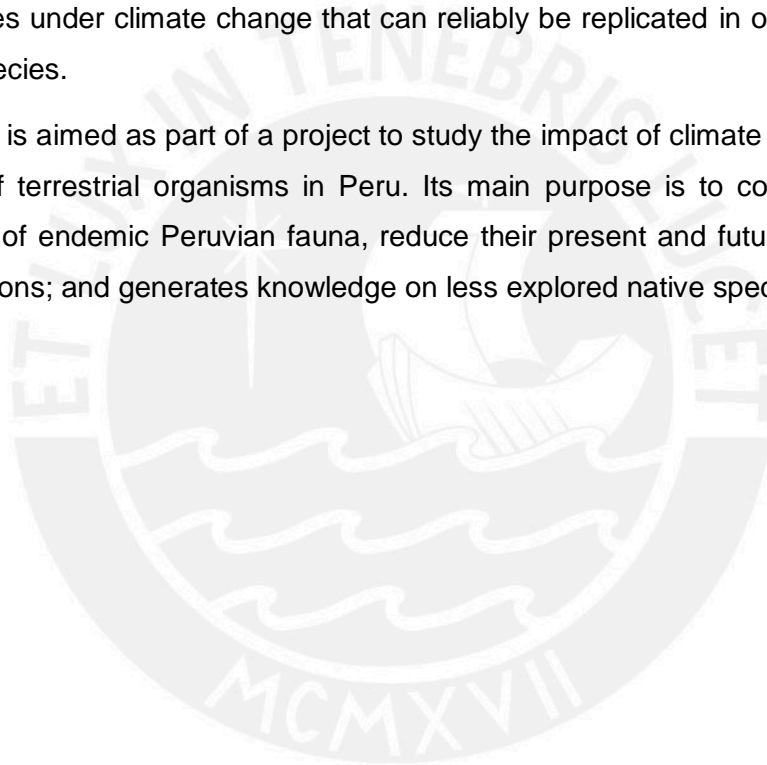 es under climate change that can reliably be replicated in o
ecies.
is aimed as part of a project to study the impact of climate
f terrestrial organisms in Peru. Its main purpose is to co
of endemic Peruvian fauna, reduce their present and futu
ons; and generates knowledge on less explored native spec
ET LUX IN TENEBRIS LUCET
MCMXVII